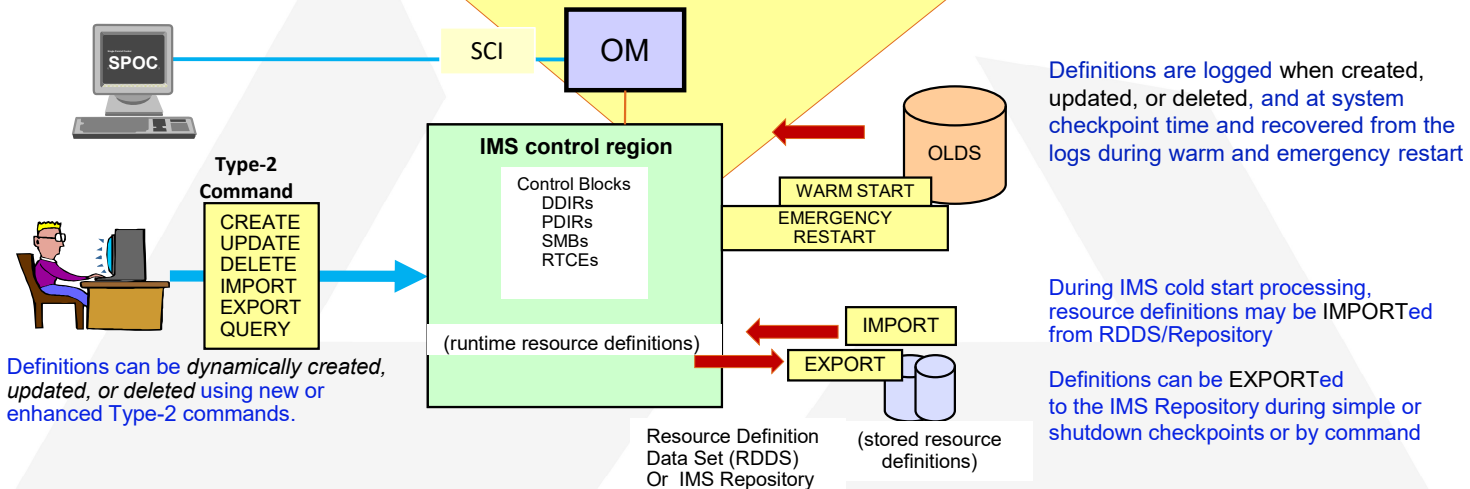 SPOC
SCI
OM
Definitions are logged when created,
updated, or deleted, and at system
checkpoint time and recovered from the
logs during warm and emergency restart
OLDS
WARM START
EMERGENCY
RESTART
IMS control region
Control Blocks
DDIRs
PDIRs
SMBs
RTCEs
(runtime resource definitions)
Type-2
Command
CREATE
UPDATE
DELETE
IMPORT
EXPORT
QUERY
Definitions can be dynamically created,
updated, or deleted using new or
enhanced Type-2 commands.
IMPORT
EXPORT
During IMS cold start processing,
resource definitions may be IMPORTed
from RDDS/Repository
Definitions can be EXPORTed
to the IMS Repository during simple or
shutdown checkpoints or by command
Resource Definition
Data Set (RDDS)
Or IMS Repository
(stored resource
definitions)